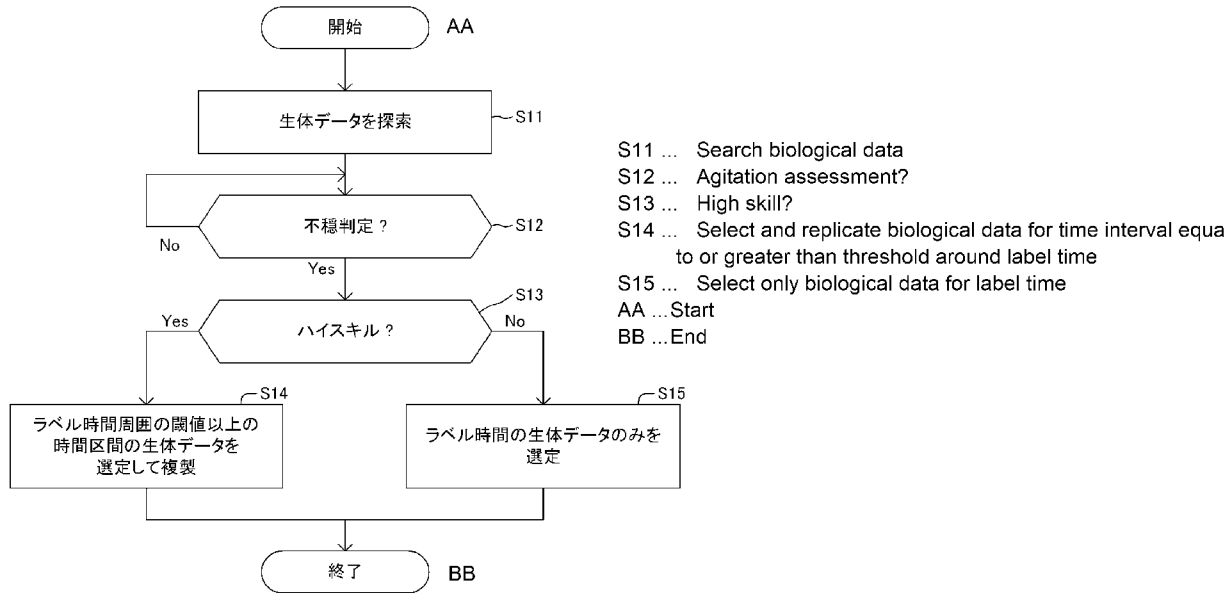 開始
AA
生体データを探索
S11
不穏判定？
S12
No
Yes
S13
ハイスキル？
Yes
No
S14
ラベル時間周囲の閾値以上の
時間区間の生体データを
選定して複製
S15
ラベル時間の生体データのみを
選定
終了
BB
S11 ... Search biological data
S12 ... Agitation assessment?
S13 ... High skill?
S14 ... Select and replicate biological data for time interval equa
to or greater than threshold around label time
S15 ... Select only biological data for label time
AA ...Start
BB ...End